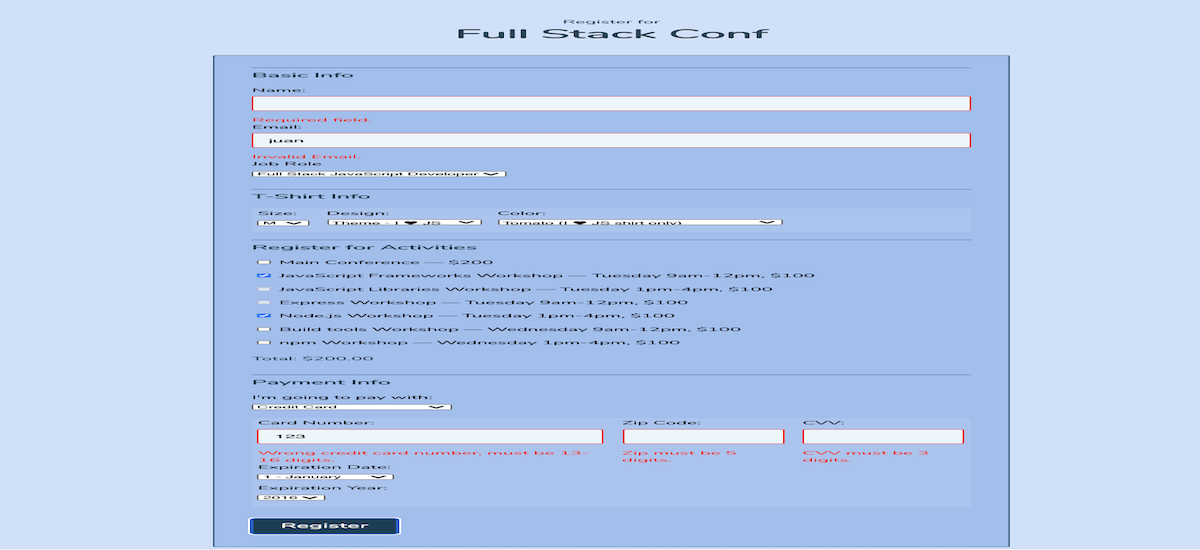 Register for
Full Stack Conf
Basic Info
Name:
Required field.
Email:
juan
Invalid Email.
Job Role
Full Stack JavaScript Developer
T-Shirt Info
Size: Design: Color:
M Theme - I ♥ JS Tomato (I ♥ JS shirt only)
Register for Activities
Main Conference — $200
JavaScript Frameworks Workshop — Tuesday 9am-12pm, $100
JavaScript Libraries Workshop — Tuesday 1pm-4pm, $100
Express Workshop — Tuesday 9am-12pm, $100
Node.js Workshop — Tuesday 1pm-4pm, $100
Build tools Workshop — Wednesday 9am-12pm, $100
npm Workshop — Wednesday 1pm-4pm, $100
Total: $200.00
Payment Info
I'm going to pay with:
Credit Card
Card Number: Zip Code: CVV:
123
Wrong credit card number, must be 13- Zip must be 5 CVV must be 3
16 digits. digits. digits.
Expiration Date:
1 - January
Expiration Year:
2016
Register